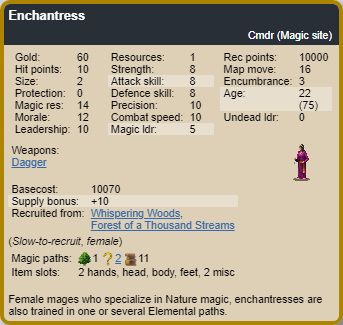 Enchantress
Cmdr (Magic site)
Gold: 60 Resources: 1 Rec points: 10000
Hit points: 10 Strength: 8 Map move: 16
Size: 2 Attack skill: 8 Encumbrance: 3
Protection: 0 Defence skill: 8 Age: 22
Magic res: 14 Precision: 10 (75)
Morale: 12 Combat speed: 10 Undead ldr: 0
Leadership: 10 Magic ldr: 5
Weapons:
Dagger
Basecost: 10070
Supply bonus: +10
Recruited from: Whispering Woods,
Forest of a Thousand Streams
(Slow-to-recruit, female)
Magic paths: 1 ? 2 11
Item slots: 2 hands, head, body, feet, 2 misc
Female mages who specialize in Nature magic, enchantresses are
also trained in one or several Elemental paths.